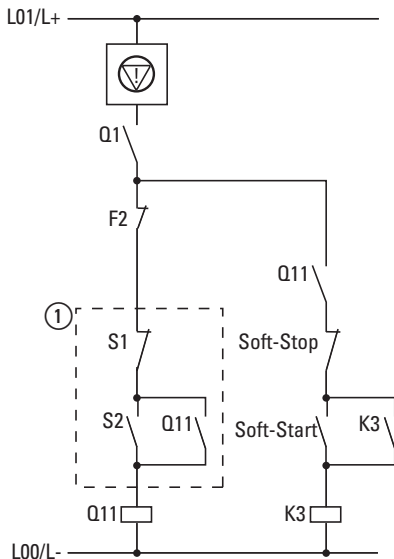 L01/L+
!
Q1
F2
Q11
1
S1
Soft-Stop
S2
Q11
Soft-Start
K3
Q11
K3
L00/L-